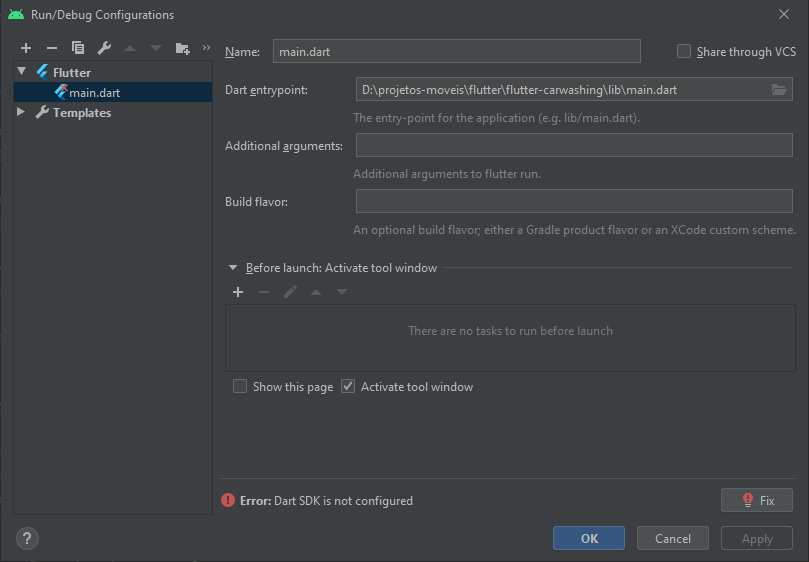 Run/Debug Configurations
Name: main.dart
Share through VCS
Flutter
main.dart
Templates
Dart entrypoint: D:\projetos-moveis\flutter\flutter-carwashing\lib\main.dart
The entry-point for the application (e.g. lib/main.dart).
Additional arguments:
Additional arguments to flutter run.
Build flavor:
An optional build flavor; either a Gradle product flavor or an XCode custom scheme.
Before launch: Activate tool window
There are no tasks to run before launch
Show this page Activate tool window
Error: Dart SDK is not configured
Fix
?
OK Cancel Apply